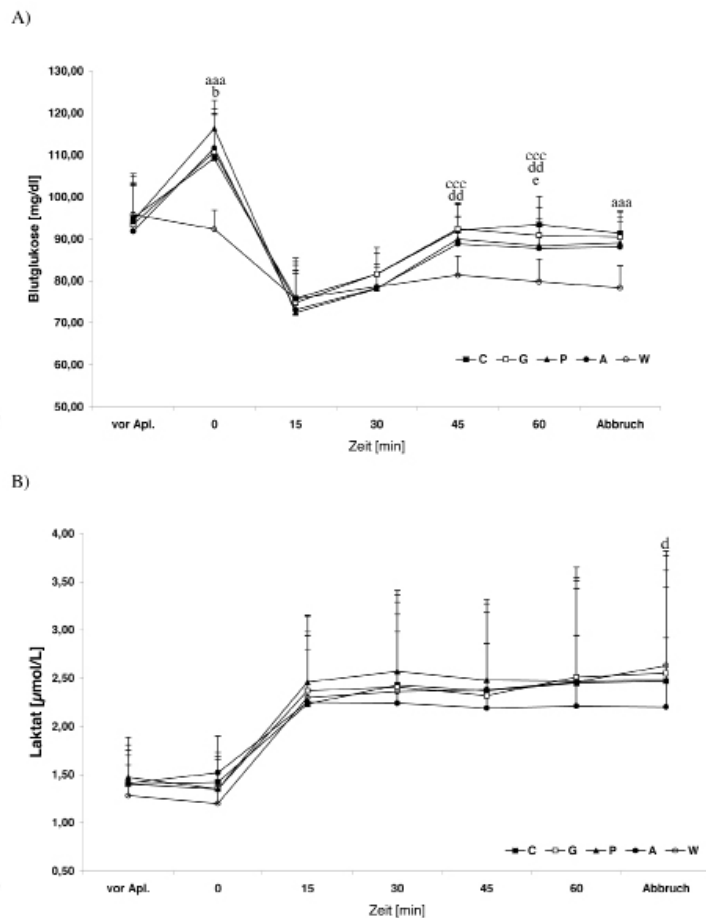 A)
130,00
aaa
b
120,00
110,00
ccc
dd
ccc
dd
e
aaa
100,00
90,00
80,00
70,00
60,00
50,00
Blutglukose [mg/dl]
C G P A W
vor Apl. 0 15 30 45 60 Abbruch
Zeit [min]
B)
4,00
d
3,50
3,00
2,50
2,00
1,50
1,00
0,50
Laktat [µmol/L]
C G P A W
vor Apl. 0 15 30 45 60 Abbruch
Zeit [min]